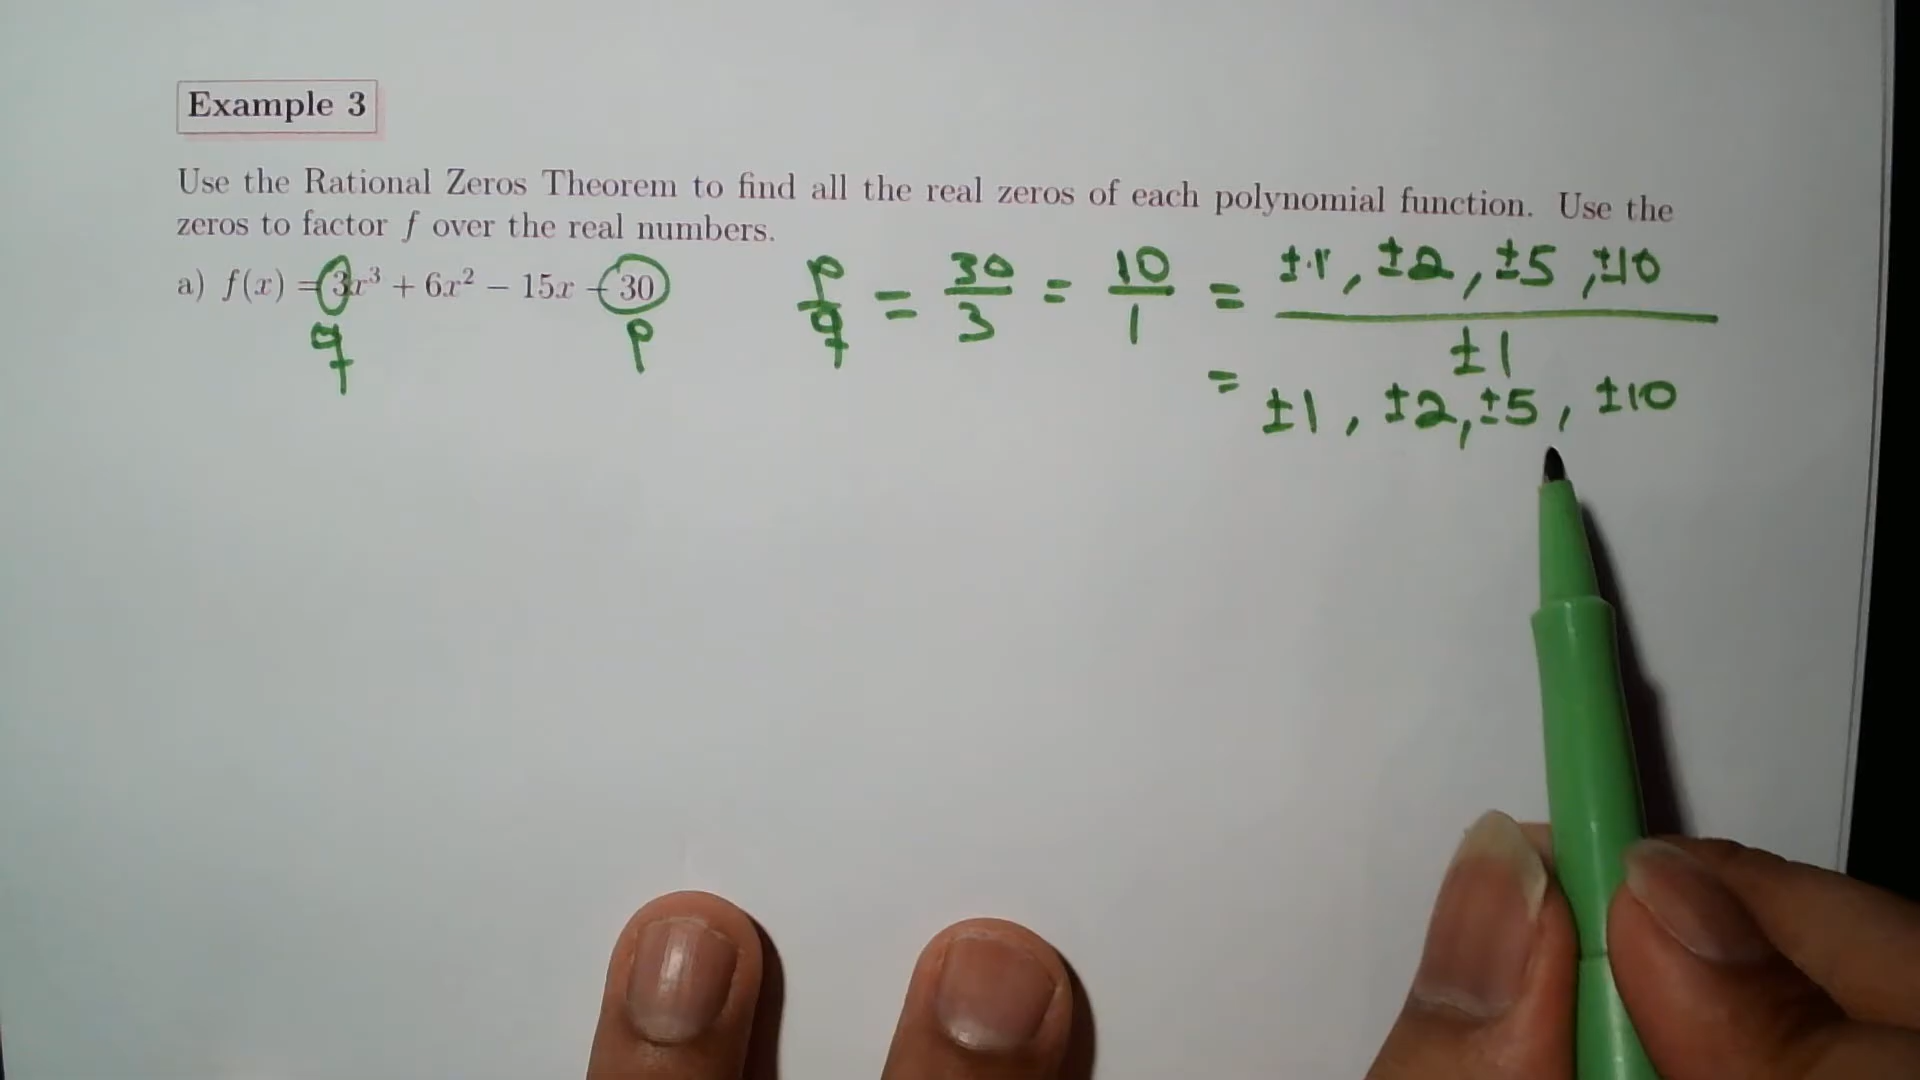 Example 3
Use the Rational Zeros Theorem to find all the real zeros of each polynomial function. Use the
zeros to factor f over the real numbers.
a) f(x) = 3x³ + 6x² − 15x − 30
q p
p/q = 30/3 = 10/1 = ±1, ±2, ±5, ±10 / ±1
= ±1, ±2, ±5, ±10